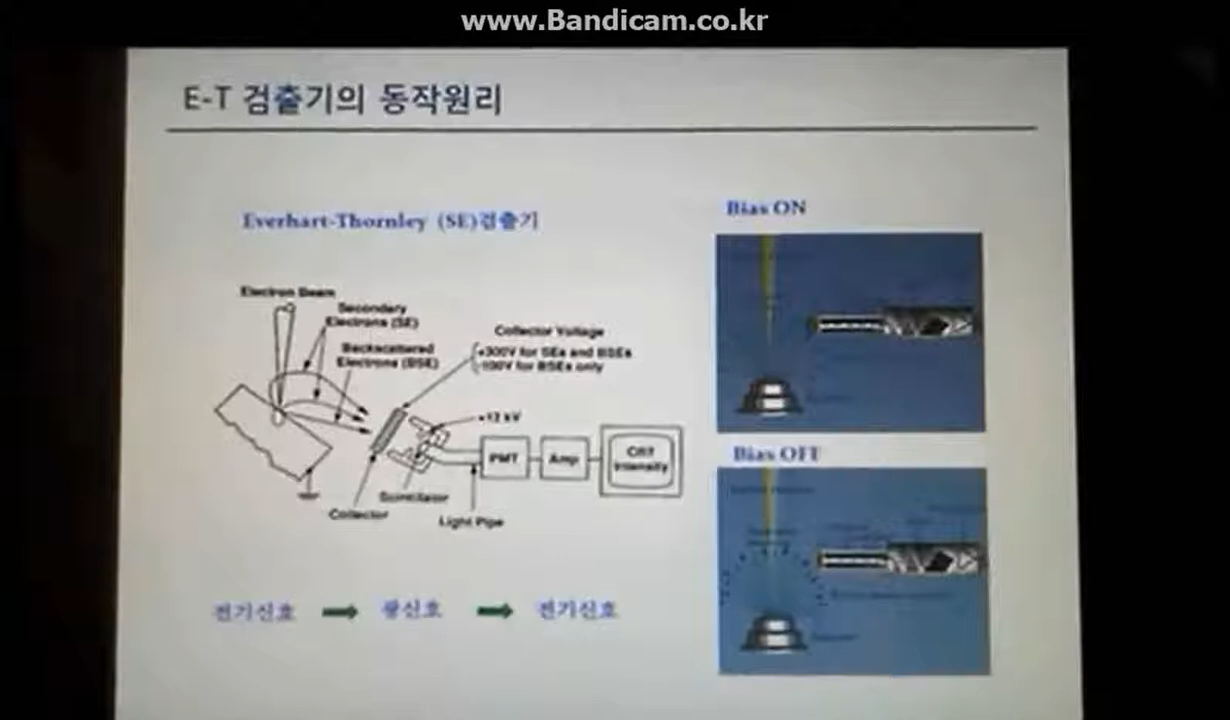 www.Bandicam.co.kr
E-T 검출기의 동작원리
Everhart-Thornley (SE)검출기
Bias ON
Electron Beam
Secondary
Electrons (SE)
Backscattered
Electrons (BSE)
Collector Voltage
+300V for SEs and BSEs
-100V for BSEs only
+12 kV
PMT
Amp
CRT
Intensity
Scintillator
Collector
Light Pipe
Bias OFF
전기신호
광신호
전기신호